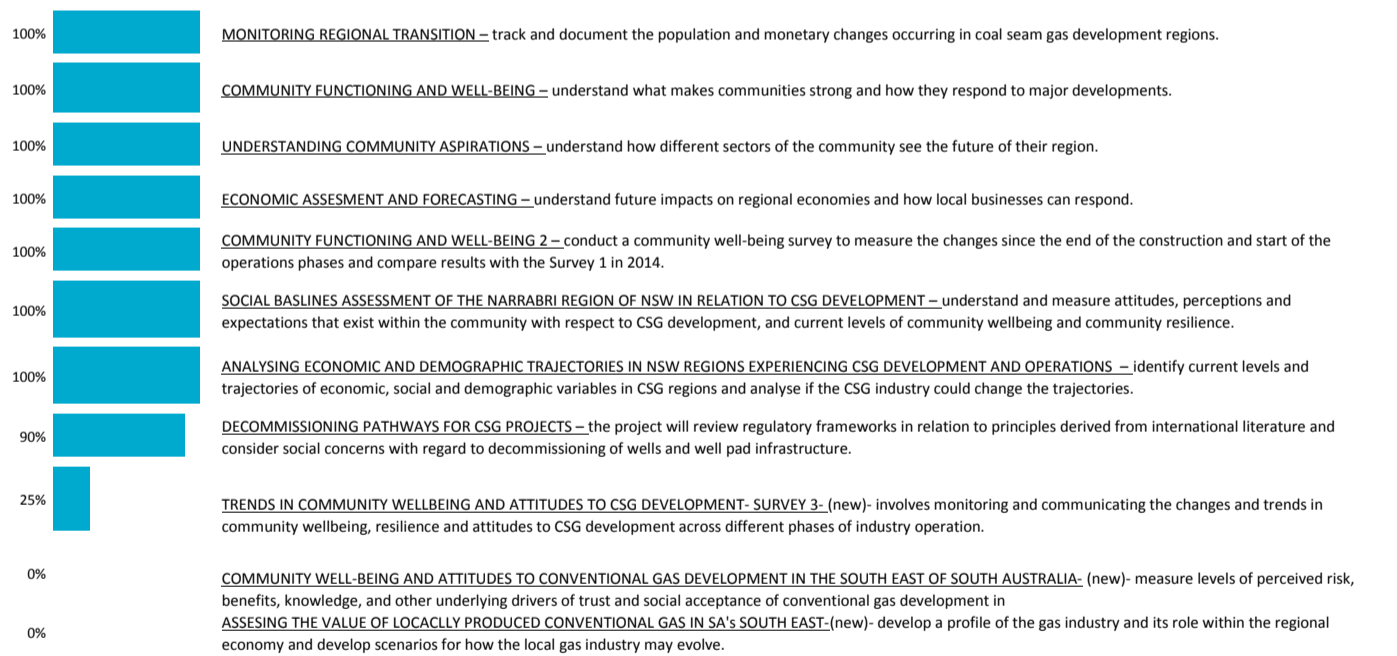 100% MONITORING REGIONAL TRANSITION – track and document the population and monetary changes occurring in coal seam gas development regions.
100% COMMUNITY FUNCTIONING AND WELL-BEING – understand what makes communities strong and how they respond to major developments.
100% UNDERSTANDING COMMUNITY ASPIRATIONS – understand how different sectors of the community see the future of their region.
100% ECONOMIC ASSESMENT AND FORECASTING – understand future impacts on regional economies and how local businesses can respond.
100% COMMUNITY FUNCTIONING AND WELL-BEING 2 – conduct a community well-being survey to measure the changes since the end of the construction and start of the
operations phases and compare results with the Survey 1 in 2014.
100% SOCIAL BASLINES ASSESSMENT OF THE NARRABRI REGION OF NSW IN RELATION TO CSG DEVELOPMENT – understand and measure attitudes, perceptions and
expectations that exist within the community with respect to CSG development, and current levels of community wellbeing and community resilience.
100% ANALYSING ECONOMIC AND DEMOGRAPHIC TRAJECTORIES IN NSW REGIONS EXPERIENCING CSG DEVELOPMENT AND OPERATIONS – identify current levels and
trajectories of economic, social and demographic variables in CSG regions and analyse if the CSG industry could change the trajectories.
90% DECOMMISSIONING PATHWAYS FOR CSG PROJECTS – the project will review regulatory frameworks in relation to principles derived from international literature and
consider social concerns with regard to decommissioning of wells and well pad infrastructure.
25% TRENDS IN COMMUNITY WELLBEING AND ATTITUDES TO CSG DEVELOPMENT- SURVEY 3- (new)- involves monitoring and communicating the changes and trends in
community wellbeing, resilience and attitudes to CSG development across different phases of industry operation.
0% COMMUNITY WELL-BEING AND ATTITUDES TO CONVENTIONAL GAS DEVELOPMENT IN THE SOUTH EAST OF SOUTH AUSTRALIA- (new)- measure levels of perceived risk,
benefits, knowledge, and other underlying drivers of trust and social acceptance of conventional gas development in
0% ASSESING THE VALUE OF LOCACLLY PRODUCED CONVENTIONAL GAS IN SA's SOUTH EAST-(new)- develop a profile of the gas industry and its role within the regional
economy and develop scenarios for how the local gas industry may evolve.